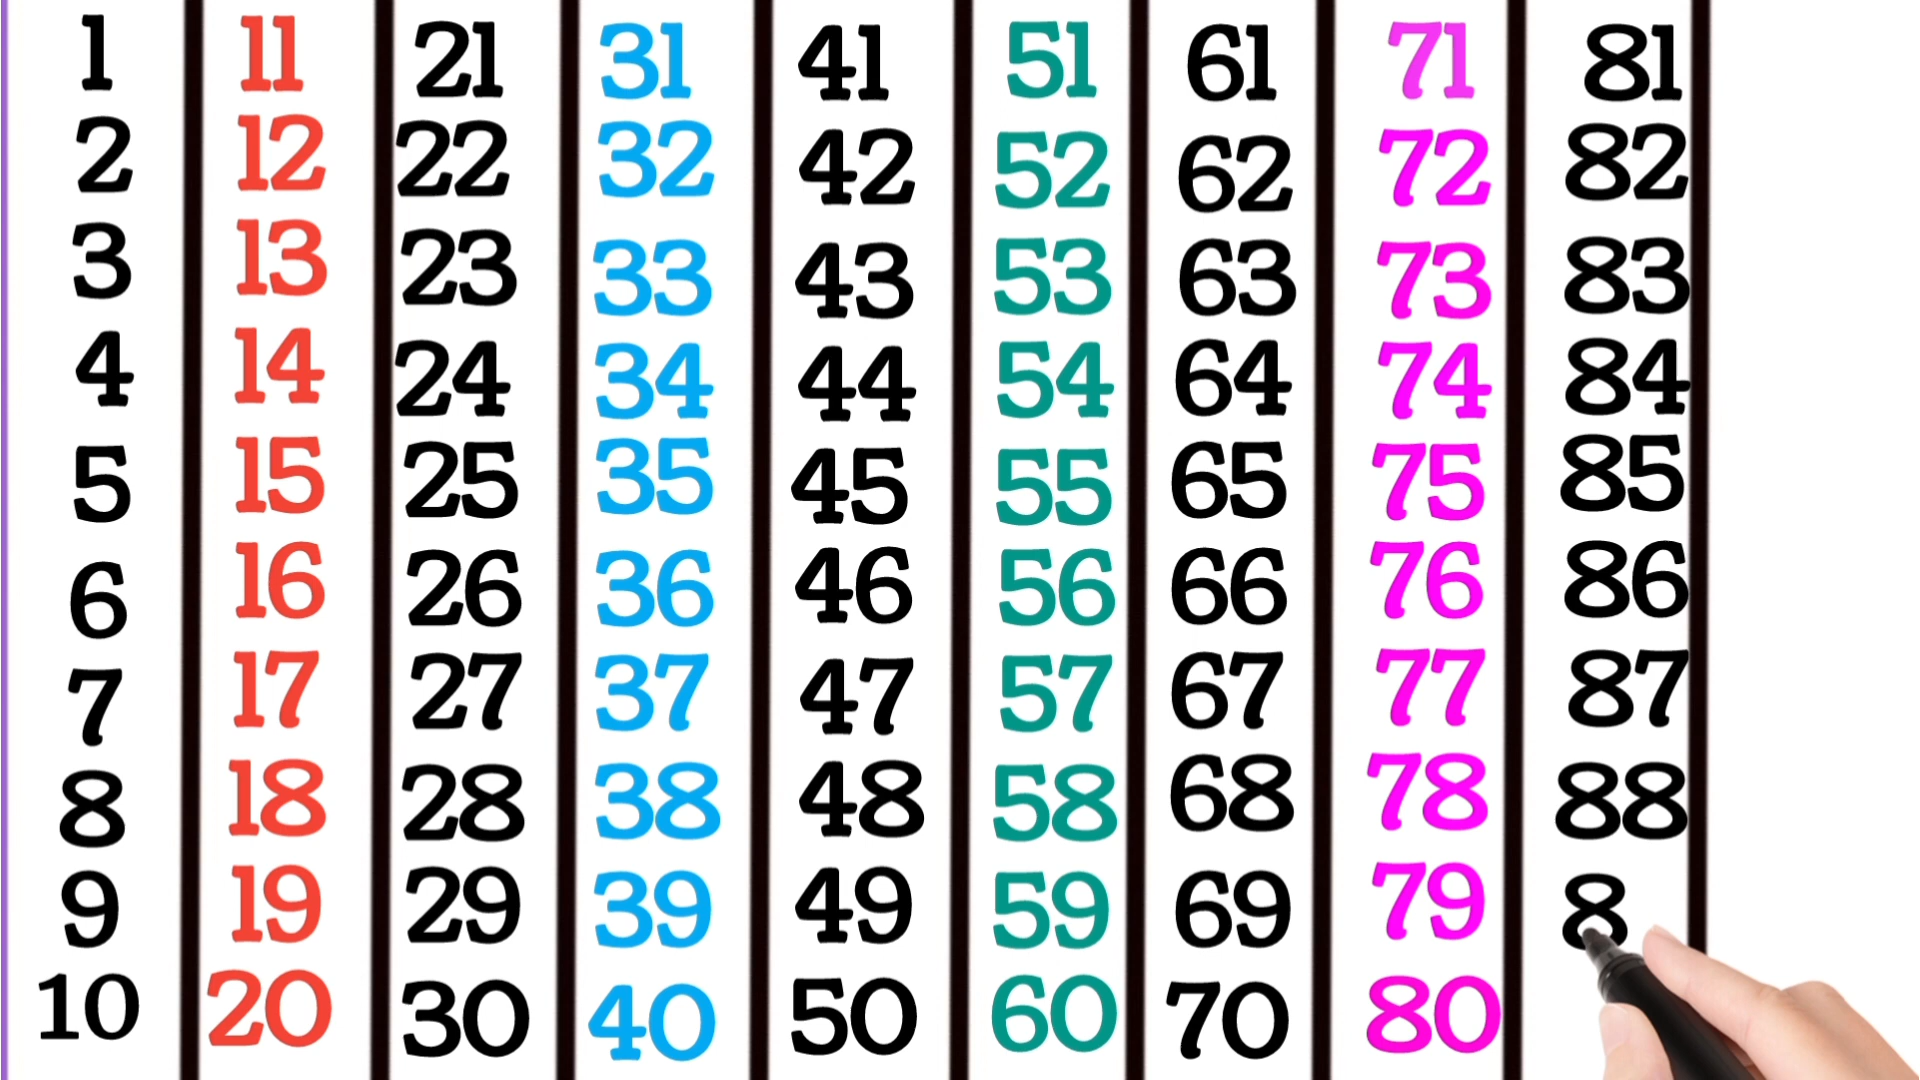 1 11 21 31 41 51 61 71 81
2 12 22 32 42 52 62 72 82
3 13 23 33 43 53 63 73 83
4 14 24 34 44 54 64 74 84
5 15 25 35 45 55 65 75 85
6 16 26 36 46 56 66 76 86
7 17 27 37 47 57 67 77 87
8 18 28 38 48 58 68 78 88
9 19 29 39 49 59 69 79 8
10 20 30 40 50 60 70 80